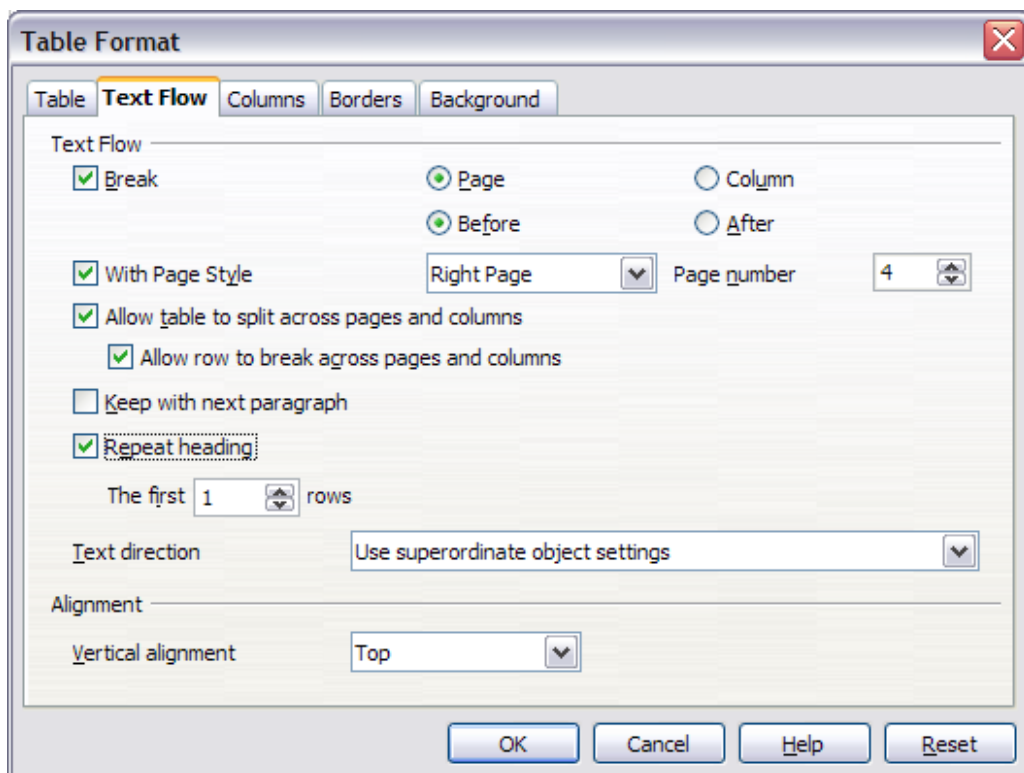 Table Format
Table Text Flow Columns Borders Background
Text Flow
Break Page Column
Before After
With Page Style Right Page Page number 4
Allow table to split across pages and columns
Allow row to break across pages and columns
Keep with next paragraph
Repeat heading
The first 1 rows
Text direction Use superordinate object settings
Alignment
Vertical alignment Top
OK Cancel Help Reset